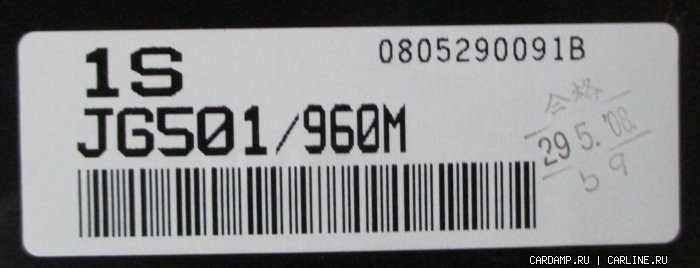 1S
0805290091B
JG501/960M
合格
29 5.'08
59
CARDAMP.RU | CARLINE.RU